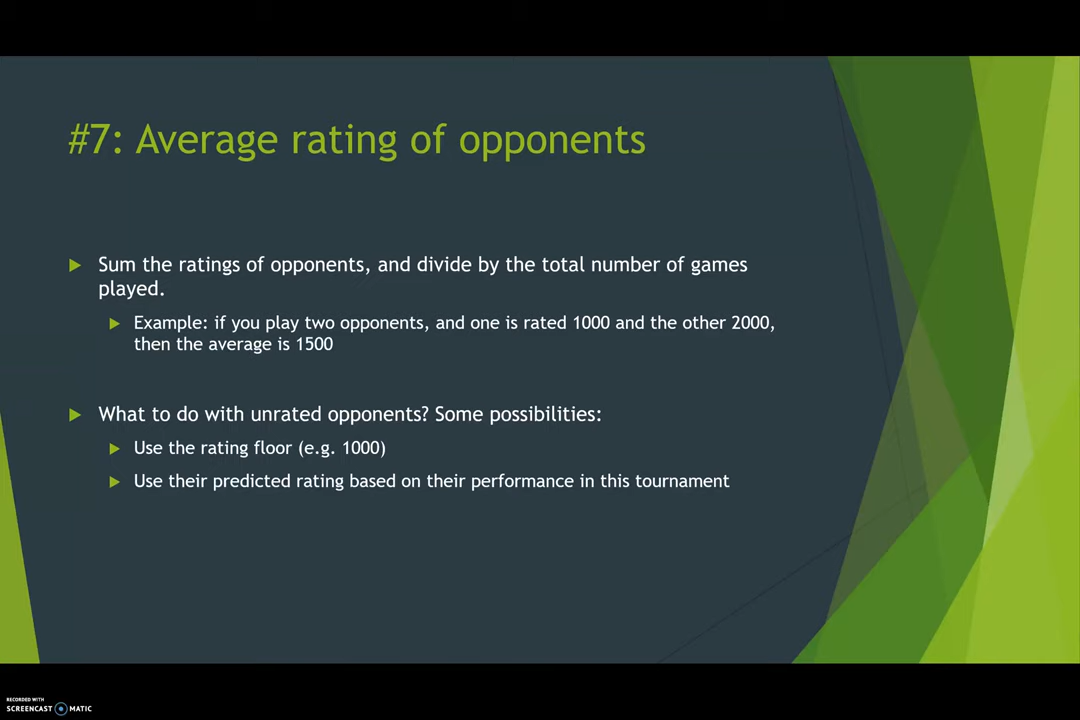 #7: Average rating of opponents
Sum the ratings of opponents, and divide by the total number of games
played.
Example: if you play two opponents, and one is rated 1000 and the other 2000,
then the average is 1500
What to do with unrated opponents? Some possibilities:
Use the rating floor (e.g. 1000)
Use their predicted rating based on their performance in this tournament
RECORDED WITH
SCREENCAST MATIC